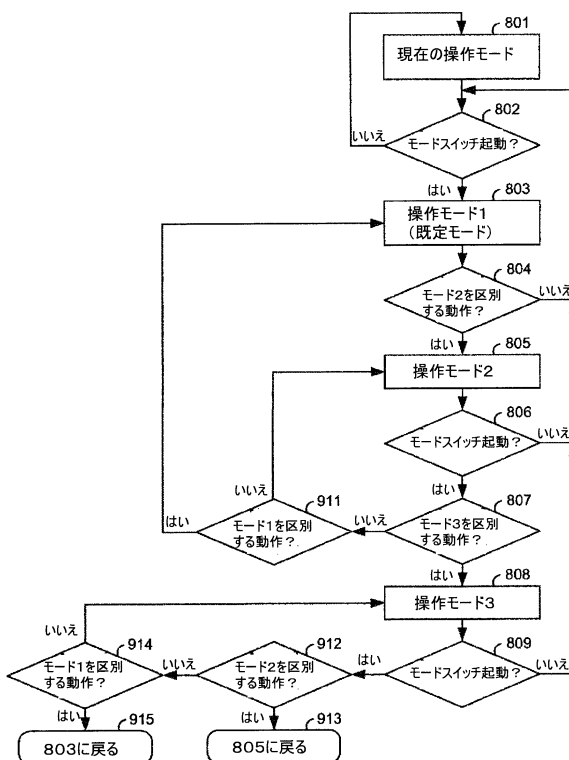 801
現在の操作モード
802
いいえ
モードスイッチ起動?
はい
803
操作モード1
(既定モード)
804
いいえ
モード2を区別
する動作?
はい
805
操作モード2
806
モードスイッチ起動?
いいえ
はい
いいえ
911
807
はい
モード1を区別
する動作?
いいえ
モード3を区別
する動作?
はい
808
操作モード3
いいえ
914
912
809
モード1を区別
する動作?
いいえ
モード2を区別
する動作?
はい
モードスイッチ起動?
いいえ
はい
915
はい
913
803に戻る
805に戻る